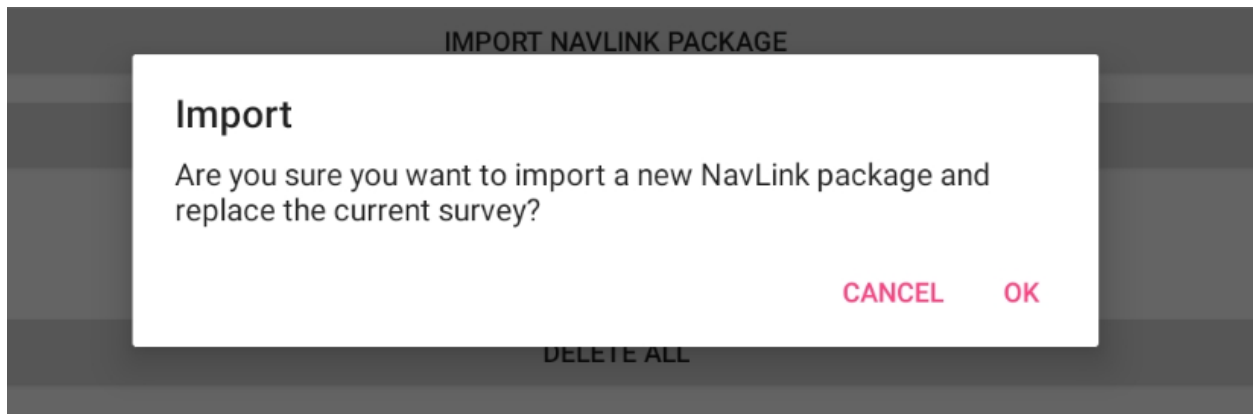 IMPORT NAVLINK PACKAGE
Import
Are you sure you want to import a new NavLink package and
replace the current survey?
CANCEL OK
DELETE ALL